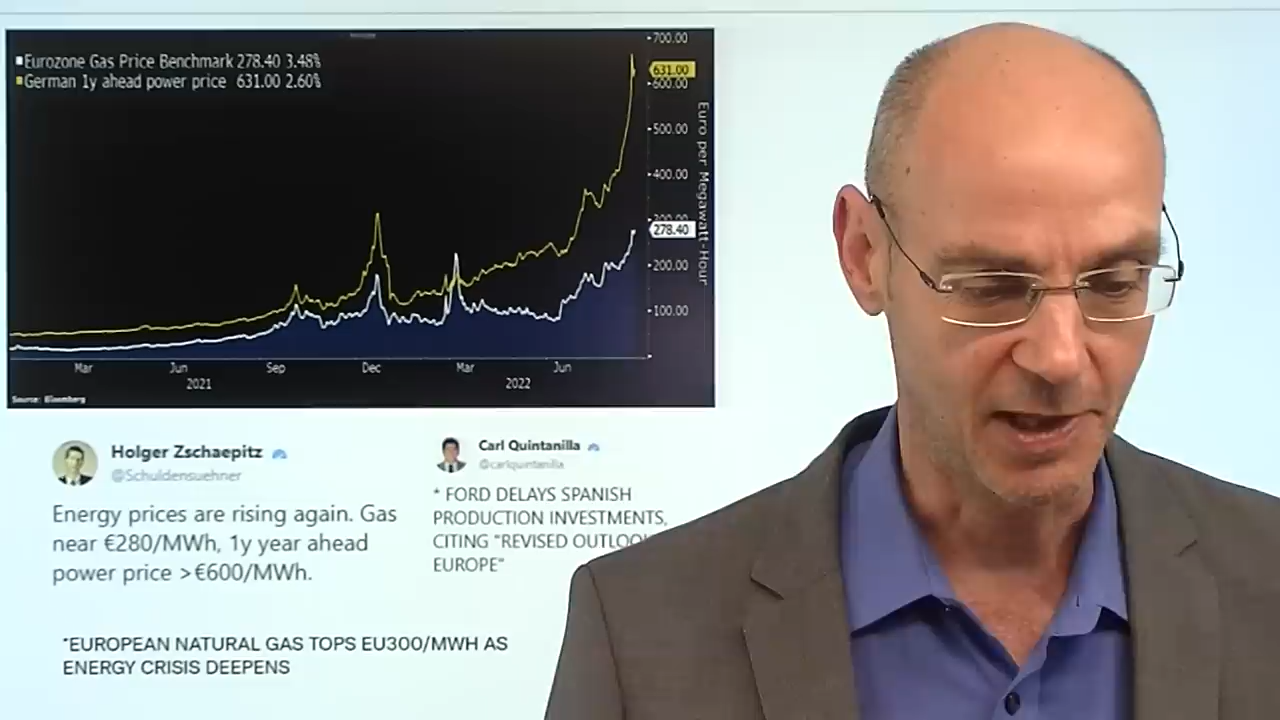 Eurozone Gas Price Benchmark 278.40 3.48%
German 1y ahead power price 631.00 2.60%
700.00
631.00
600.00
500.00
400.00
300.00
278.40
200.00
100.00
Euro per Megawatt-Hour
Mar Jun Sep Dec Mar Jun
2021 2022
Source: Bloomberg
Holger Zschaepitz
@Schuldensuehner
Energy prices are rising again. Gas
near €280/MWh, 1y year ahead
power price >€600/MWh.
Carl Quintanilla
@carlquintanilla
* FORD DELAYS SPANISH
PRODUCTION INVESTMENTS,
CITING "REVISED OUTLOO
EUROPE"
*EUROPEAN NATURAL GAS TOPS EU300/MWH AS
ENERGY CRISIS DEEPENS